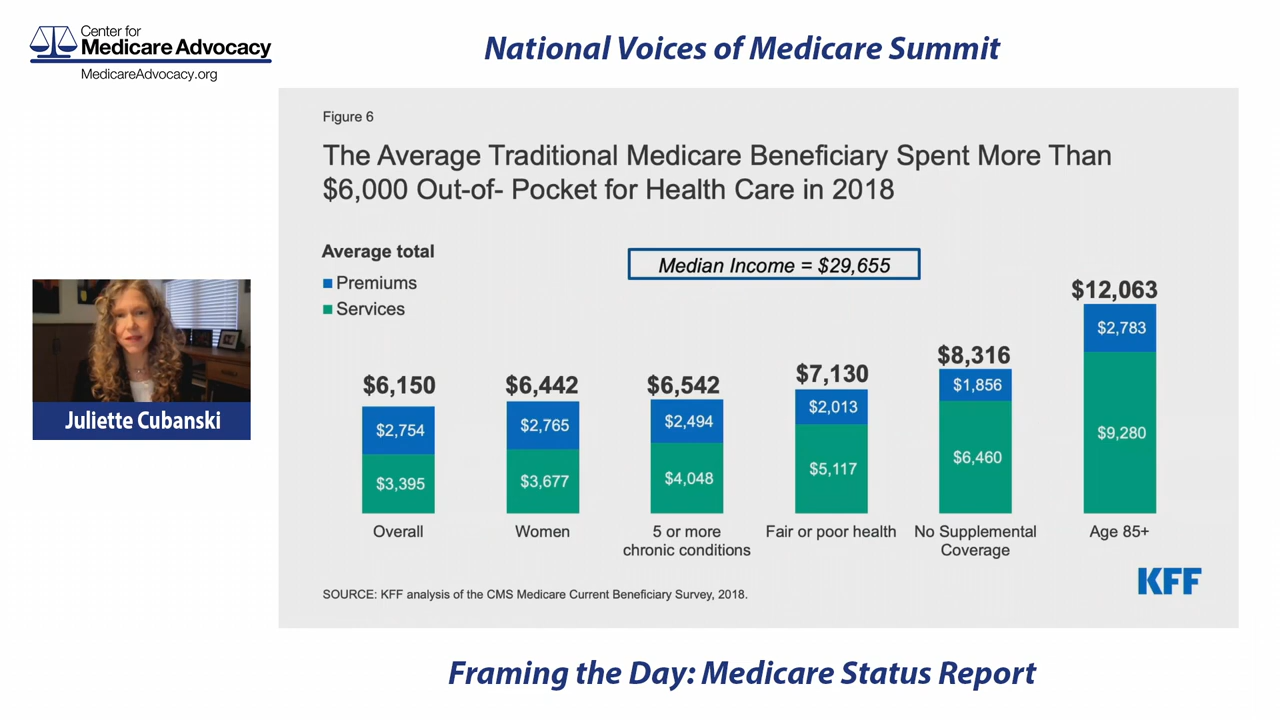 Center for
Medicare Advocacy
MedicareAdvocacy.org
National Voices of Medicare Summit
Figure 6
The Average Traditional Medicare Beneficiary Spent More Than
$6,000 Out-of- Pocket for Health Care in 2018
Average total
Premiums
Services
Median Income = $29,655
$6,150
$2,754
$3,395
Overall
$6,442
$2,765
$3,677
Women
$6,542
$2,494
$4,048
5 or more
chronic conditions
$7,130
$2,013
$5,117
Fair or poor health
$8,316
$1,856
$6,460
No Supplemental
Coverage
$12,063
$2,783
$9,280
Age 85+
SOURCE: KFF analysis of the CMS Medicare Current Beneficiary Survey, 2018.
KFF
Juliette Cubanski
Framing the Day: Medicare Status Report